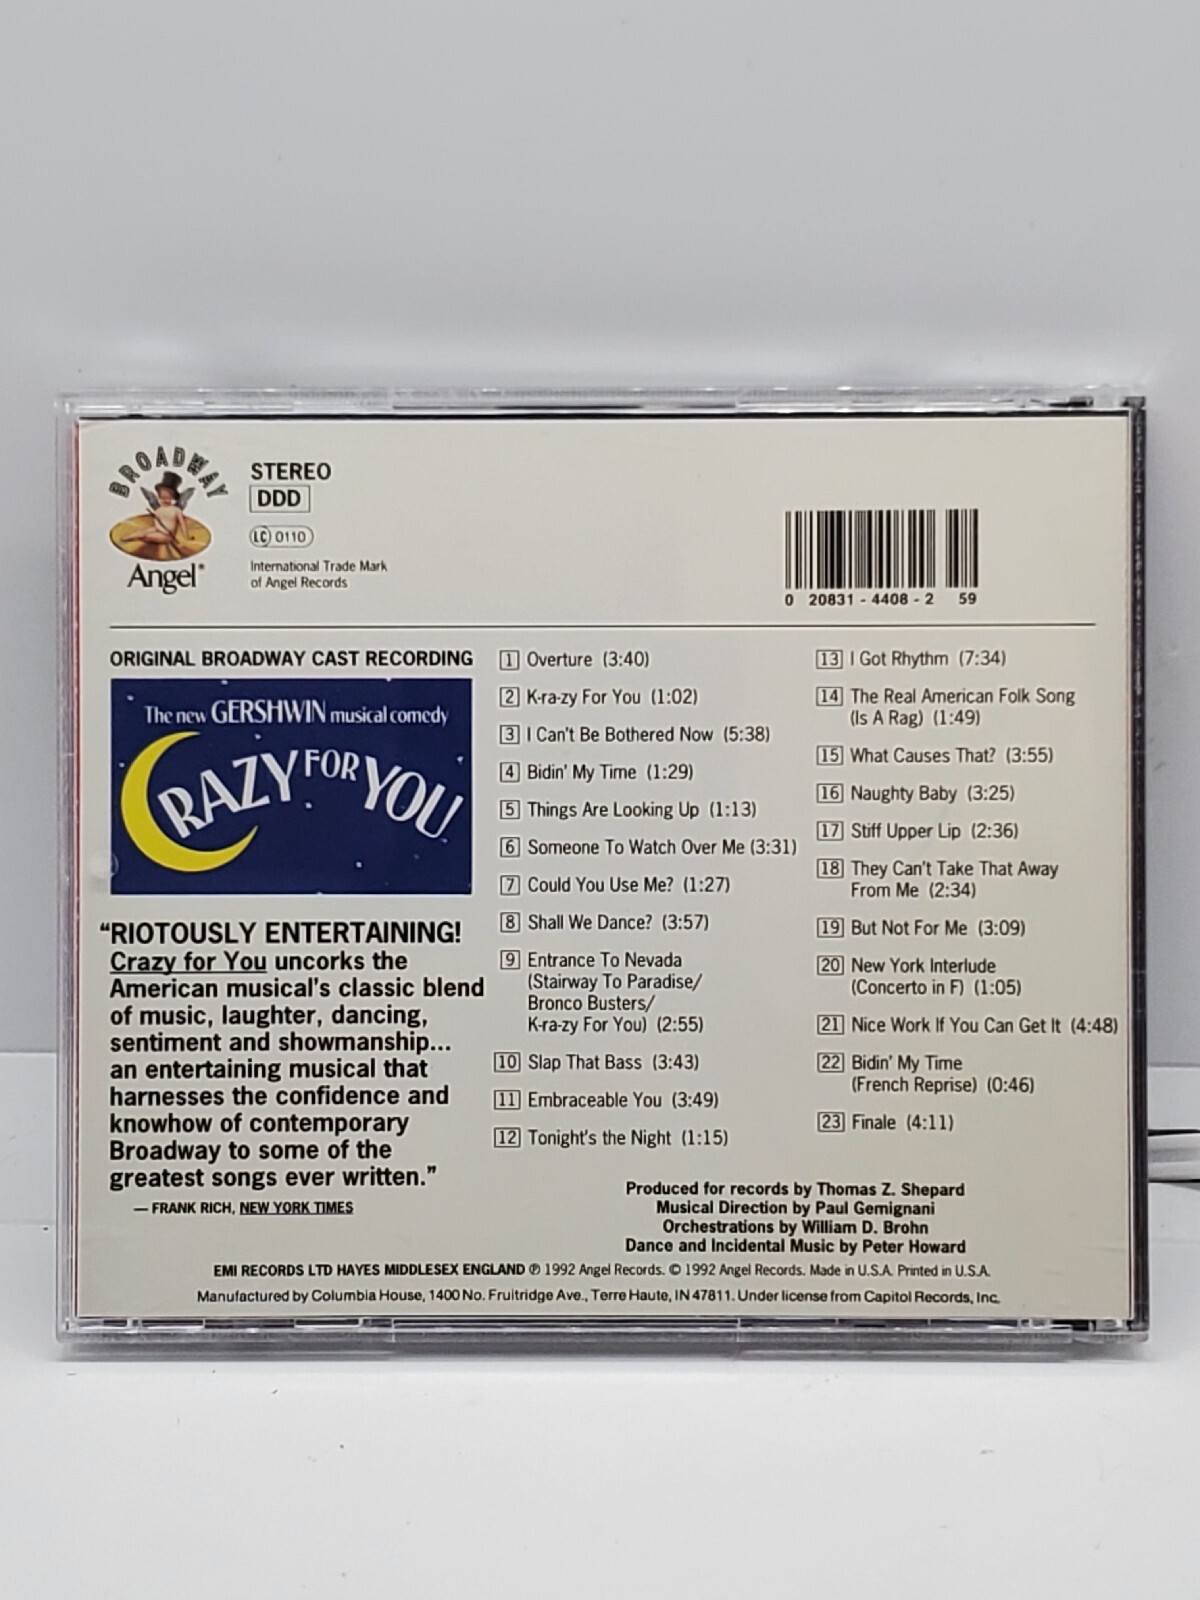 BROADWAY
Angel®
STEREO
DDD
LC 0110
International Trade Mark
of Angel Records
0 20831-4408-2 59
ORIGINAL BROADWAY CAST RECORDING
The new GERSHWIN musical comedy
CRAZY FOR YOU
"RIOTOUSLY ENTERTAINING!
Crazy for You uncorks the
American musical's classic blend
of music, laughter, dancing,
sentiment and showmanship...
an entertaining musical that
harnesses the confidence and
knowhow of contemporary
Broadway to some of the
greatest songs ever written."
— FRANK RICH, NEW YORK TIMES
1 Overture (3:40)
2 K-ra-zy For You (1:02)
3 I Can't Be Bothered Now (5:38)
4 Bidin' My Time (1:29)
5 Things Are Looking Up (1:13)
6 Someone To Watch Over Me (3:31)
7 Could You Use Me? (1:27)
8 Shall We Dance? (3:57)
9 Entrance To Nevada
(Stairway To Paradise/
Bronco Busters/
K-ra-zy For You) (2:55)
10 Slap That Bass (3:43)
11 Embraceable You (3:49)
12 Tonight's the Night (1:15)
13 I Got Rhythm (7:34)
14 The Real American Folk Song
(Is A Rag) (1:49)
15 What Causes That? (3:55)
16 Naughty Baby (3:25)
17 Stiff Upper Lip (2:36)
18 They Can't Take That Away
From Me (2:34)
19 But Not For Me (3:09)
20 New York Interlude
(Concerto in F) (1:05)
21 Nice Work If You Can Get It (4:48)
22 Bidin' My Time
(French Reprise) (0:46)
23 Finale (4:11)
Produced for records by Thomas Z. Shepard
Musical Direction by Paul Gemignani
Orchestrations by William D. Brohn
Dance and Incidental Music by Peter Howard
EMI RECORDS LTD HAYES MIDDLESEX ENGLAND ℗ 1992 Angel Records. © 1992 Angel Records. Made in U.S.A. Printed in U.S.A.
Manufactured by Columbia House, 1400 No. Fruitridge Ave., Terre Haute, IN 47811. Under license from Capitol Records, Inc.